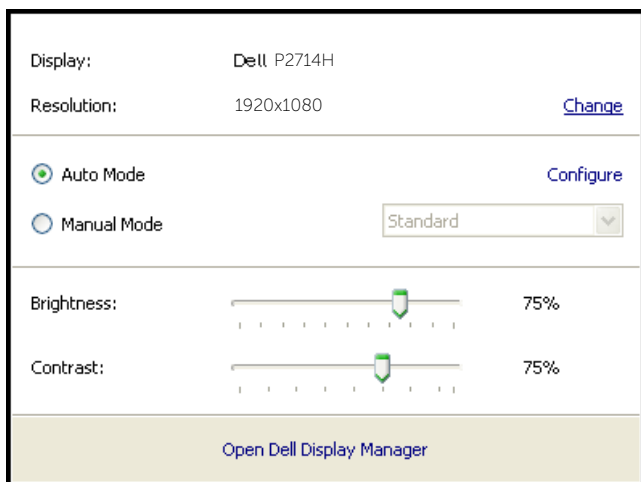 Display: Dell P2714H
Resolution: 1920x1080 Change
Auto Mode Configure
Manual Mode Standard
Brightness: 75%
Contrast: 75%
Open Dell Display Manager